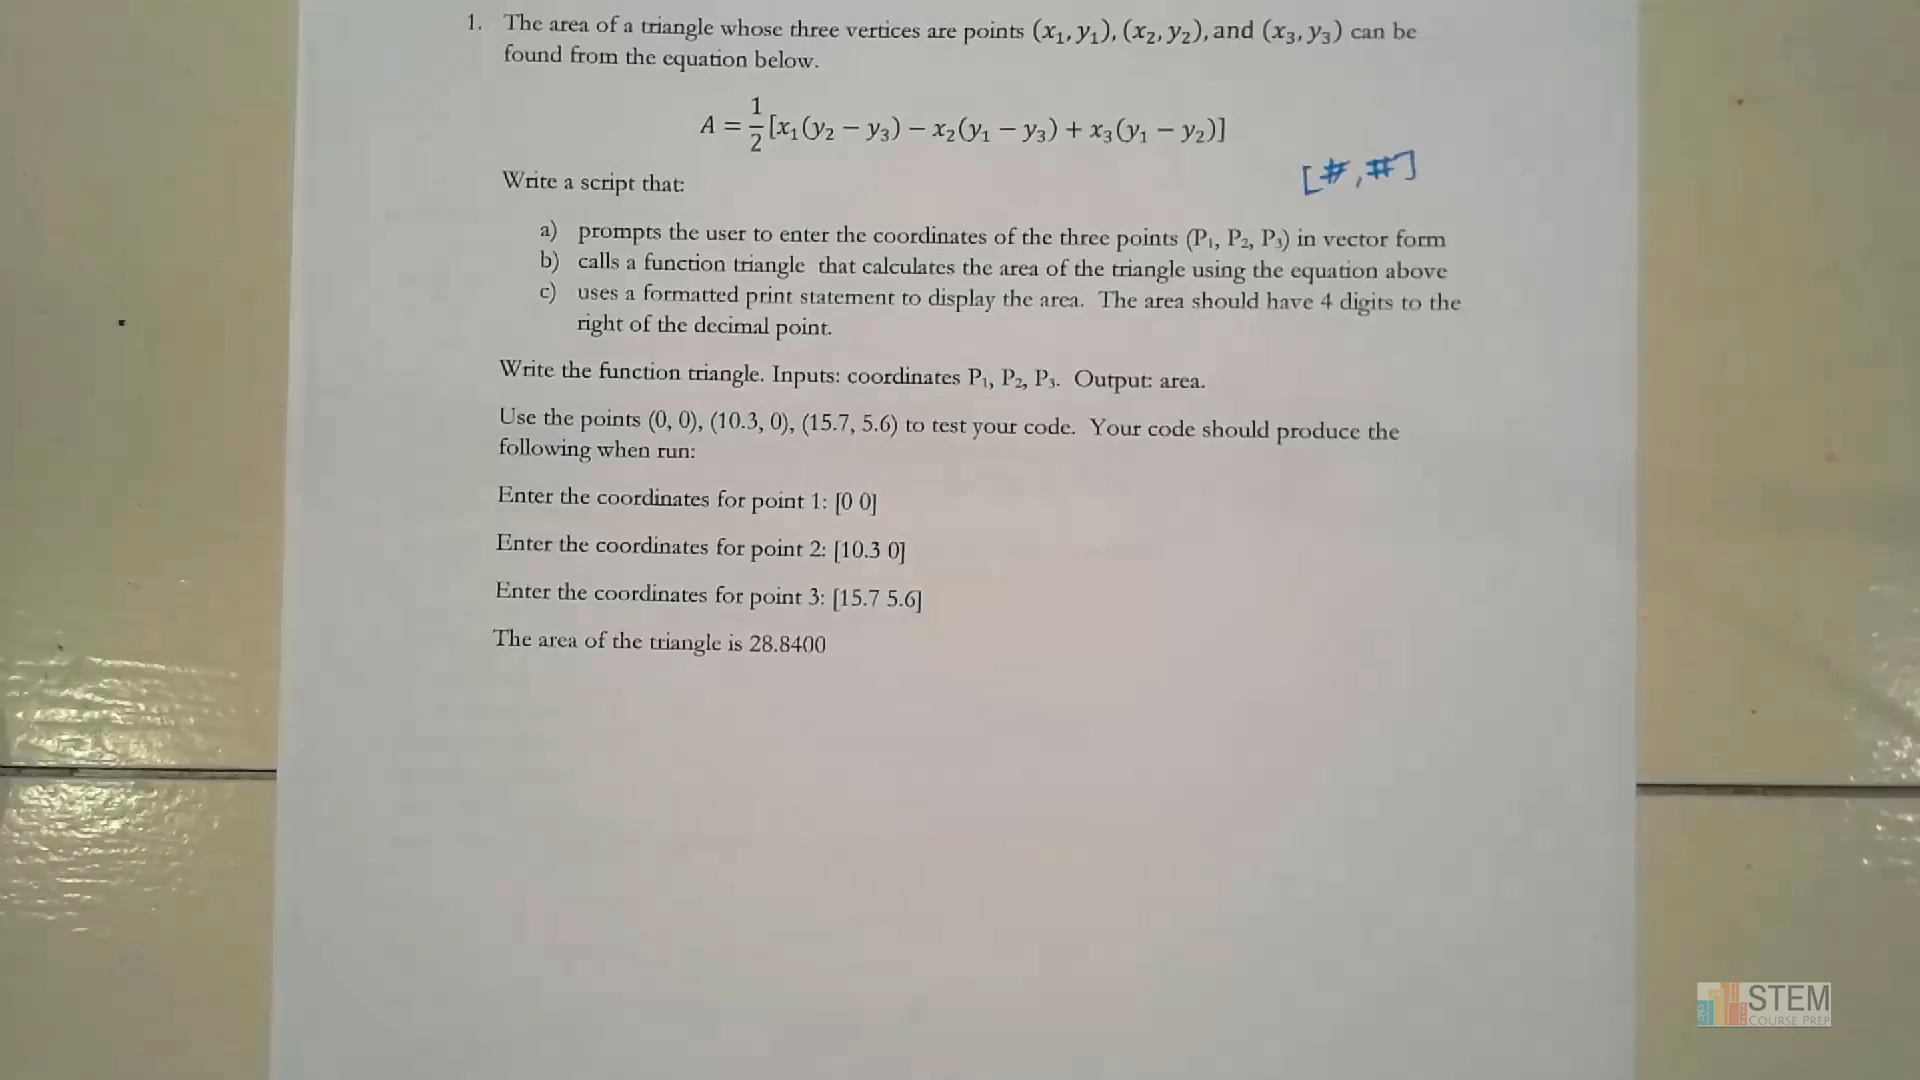 1. The area of a triangle whose three vertices are points (x₁, y₁), (x₂, y₂), and (x₃, y₃) can be
found from the equation below.
A = 1/2 [x₁(y₂ − y₃) − x₂(y₁ − y₃) + x₃(y₁ − y₂)]
[#,#]
Write a script that:
a) prompts the user to enter the coordinates of the three points (P₁, P₂, P₃) in vector form
b) calls a function triangle that calculates the area of the triangle using the equation above
c) uses a formatted print statement to display the area. The area should have 4 digits to the
right of the decimal point.
Write the function triangle. Inputs: coordinates P₁, P₂, P₃. Output: area.
Use the points (0, 0), (10.3, 0), (15.7, 5.6) to test your code. Your code should produce the
following when run:
Enter the coordinates for point 1: [0 0]
Enter the coordinates for point 2: [10.3 0]
Enter the coordinates for point 3: [15.7 5.6]
The area of the triangle is 28.8400
STEM
COURSE PREP